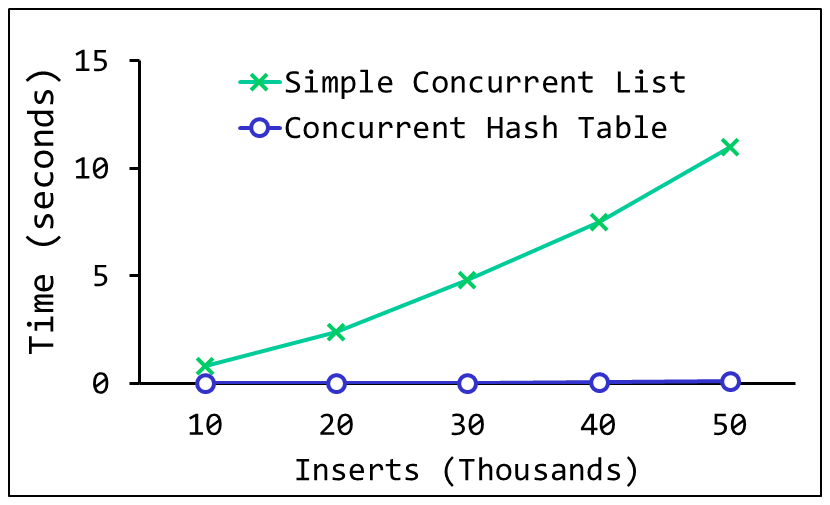 Time (seconds)
15
10
5
0
Simple Concurrent List
Concurrent Hash Table
10 20 30 40 50
Inserts (Thousands)